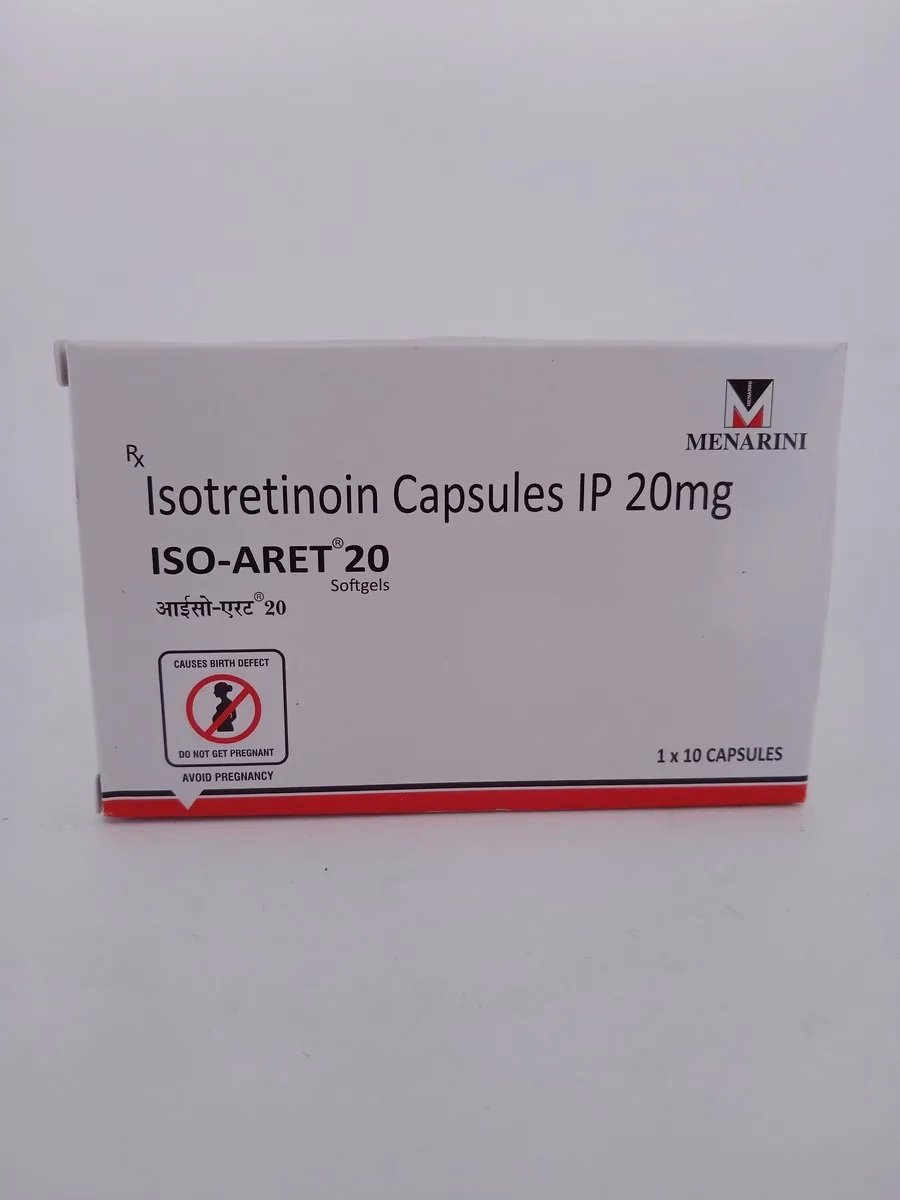 MENARINI
MENARINI
Rx
Isotretinoin Capsules IP 20mg
ISO-ARET® 20
Softgels
आईसो-एरट® 20
CAUSES BIRTH DEFECT
DO NOT GET PREGNANT
AVOID PREGNANCY
1 x 10 CAPSULES